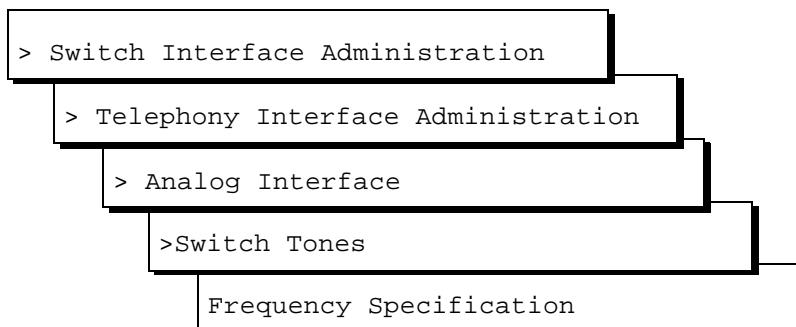 > Switch Interface Administration
> Telephony Interface Administration
> Analog Interface
>Switch Tones
Frequency Specification